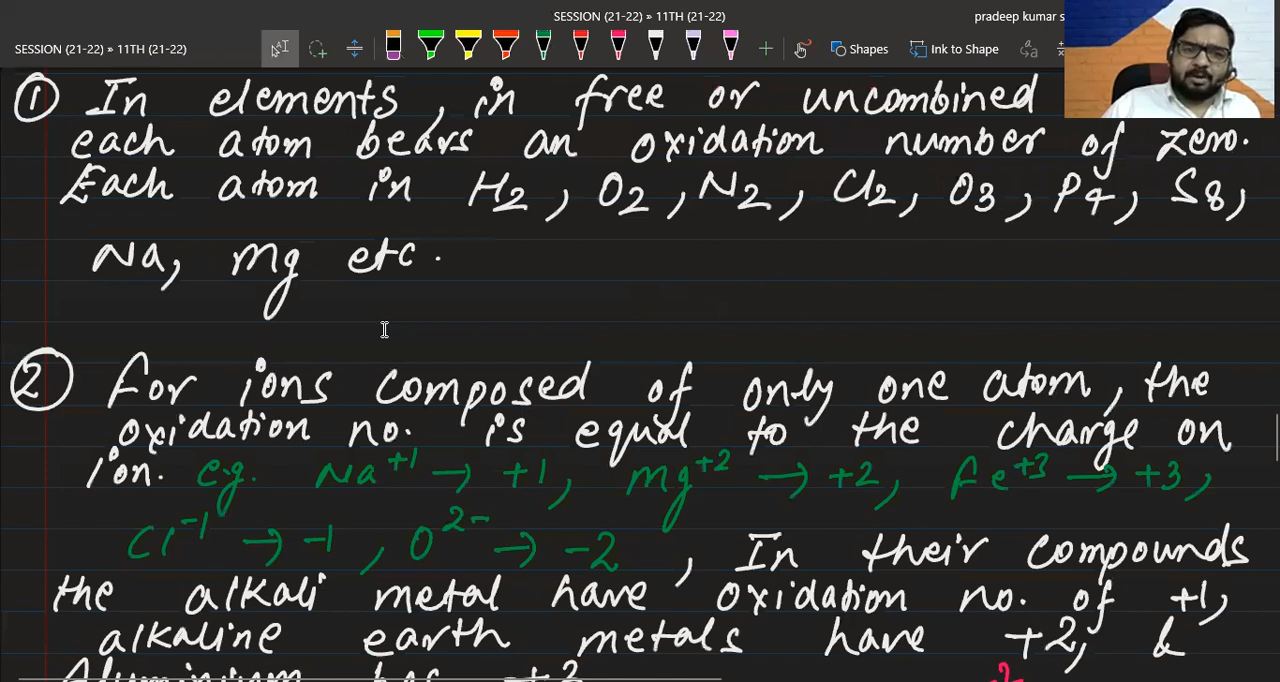 SESSION (21-22) » 11TH (21-22)
pradeep kumar s
SESSION (21-22) » 11TH (21-22)
Shapes
Ink to Shape
① In elements, in free or uncombined
each atom bears an oxidation number of zero.
Each atom in H2, O2, N2, Cl2, O3, P4, S8,
Na, Mg etc.
② For ions composed of only one atom, the
oxidation no. is equal to the charge on
ion. e.g. Na+1 → +1, Mg+2 → +2, Fe+3 → +3,
Cl-1 → -1, O2- → -2, In their compounds
the alkali metal have oxidation no. of +1,
alkaline earth metals have +2, &
Aluminium has +3